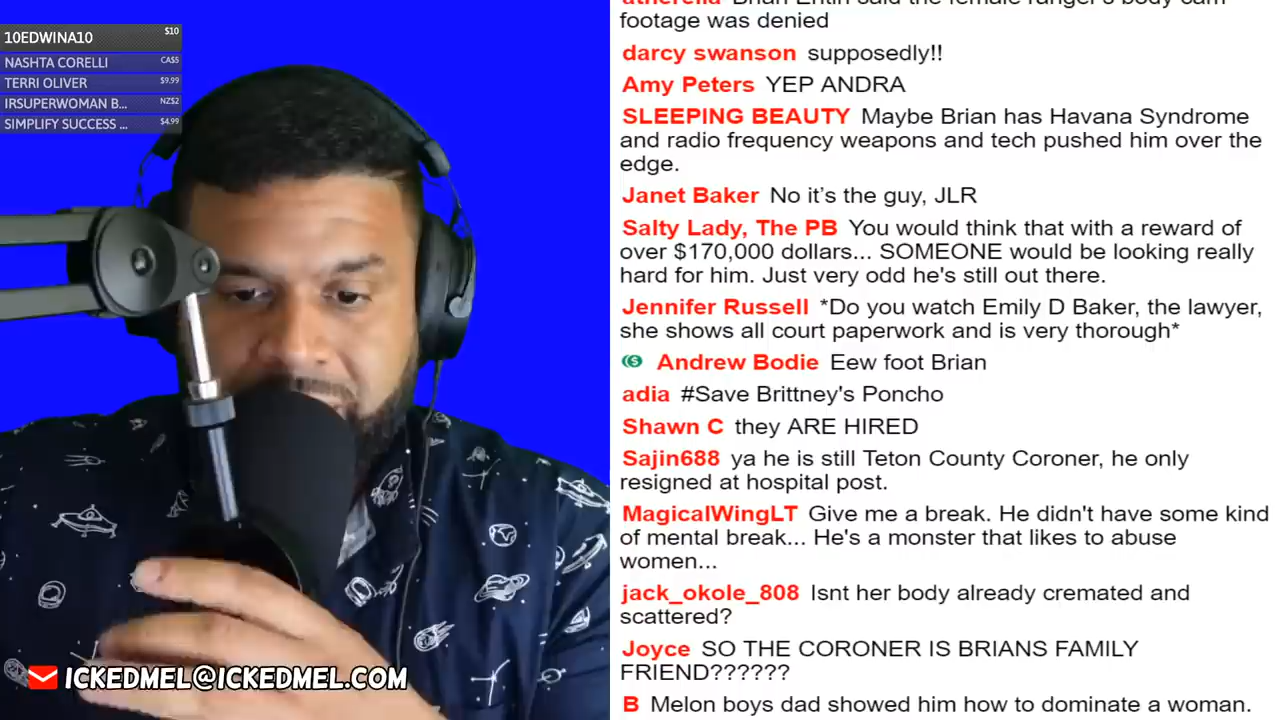 10EDWINA10 $10
NASHTA CORELLI CA$5
TERRI OLIVER $9.99
IRSUPERWOMAN B... NZ$2
SIMPLIFY SUCCESS ... $4.99
ICKEDMEL@ICKEDMEL.COM
atherella Brian Entin said the female ranger's body cam
footage was denied
darcy swanson supposedly!!
Amy Peters YEP ANDRA
SLEEPING BEAUTY Maybe Brian has Havana Syndrome
and radio frequency weapons and tech pushed him over the
edge.
Janet Baker No it's the guy, JLR
Salty Lady, The PB You would think that with a reward of
over $170,000 dollars... SOMEONE would be looking really
hard for him. Just very odd he's still out there.
Jennifer Russell *Do you watch Emily D Baker, the lawyer,
she shows all court paperwork and is very thorough*
Andrew Bodie Eew foot Brian
adia #Save Brittney's Poncho
Shawn C they ARE HIRED
Sajin688 ya he is still Teton County Coroner, he only
resigned at hospital post.
MagicalWingLT Give me a break. He didn't have some kind
of mental break... He's a monster that likes to abuse
women...
jack_okole_808 Isnt her body already cremated and
scattered?
Joyce SO THE CORONER IS BRIANS FAMILY
FRIEND??????
B Melon boys dad showed him how to dominate a woman.